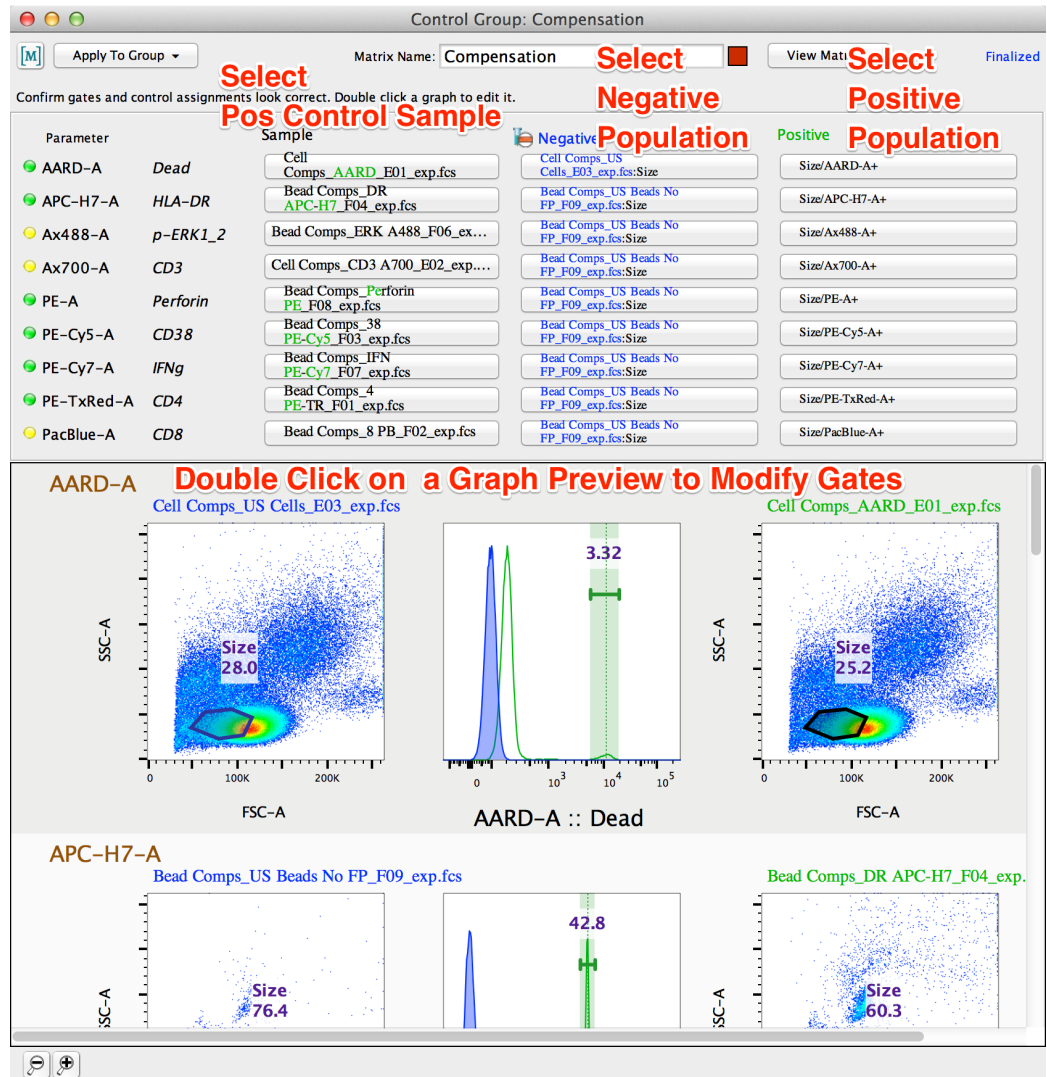 Control Group: Compensation
[M]
Apply To Group
Matrix Name: Compensation
View Mat
Finalized
Select
Pos Control Sample
Select
Negative
Population
Select
Positive
Population
Confirm gates and control assignments look correct. Double click a graph to edit it.
Parameter
Sample
Negative
Positive
AARD-A Dead
Cell
Comps_AARD_E01_exp.fcs
Cell Comps_US
Cells_E03_exp.fcs:Size
Size/AARD-A+
APC-H7-A HLA-DR
Bead Comps_DR
APC-H7_F04_exp.fcs
Bead Comps_US Beads No
FP_F09_exp.fcs:Size
Size/APC-H7-A+
Ax488-A p-ERK1_2
Bead Comps_ERK A488_F06_ex...
Bead Comps_US Beads No
FP_F09_exp.fcs:Size
Size/Ax488-A+
Ax700-A CD3
Cell Comps_CD3 A700_E02_exp....
Bead Comps_US Beads No
FP_F09_exp.fcs:Size
Size/Ax700-A+
PE-A Perforin
Bead Comps_Perforin
PE_F08_exp.fcs
Bead Comps_US Beads No
FP_F09_exp.fcs:Size
Size/PE-A+
PE-Cy5-A CD38
Bead Comps_38
PE-Cy5_F03_exp.fcs
Bead Comps_US Beads No
FP_F09_exp.fcs:Size
Size/PE-Cy5-A+
PE-Cy7-A IFNg
Bead Comps_IFN
PE-Cy7_F07_exp.fcs
Bead Comps_US Beads No
FP_F09_exp.fcs:Size
Size/PE-Cy7-A+
PE-TxRed-A CD4
Bead Comps_4
PE-TR_F01_exp.fcs
Bead Comps_US Beads No
FP_F09_exp.fcs:Size
Size/PE-TxRed-A+
PacBlue-A CD8
Bead Comps_8 PB_F02_exp.fcs
Bead Comps_US Beads No
FP_F09_exp.fcs:Size
Size/PacBlue-A+
Double Click on a Graph Preview to Modify Gates
AARD-A
Cell Comps_US Cells_E03_exp.fcs
Cell Comps_AARD_E01_exp.fcs
SSC-A
Size
28.0
0 100K 200K
FSC-A
3.32
0 10^3 10^4 10^5
AARD-A :: Dead
SSC-A
Size
25.2
0 100K 200K
FSC-A
APC-H7-A
Bead Comps_US Beads No FP_F09_exp.fcs
Bead Comps_DR APC-H7_F04_exp.
SSC-A
Size
76.4
42.8
SSC-A
Size
60.3